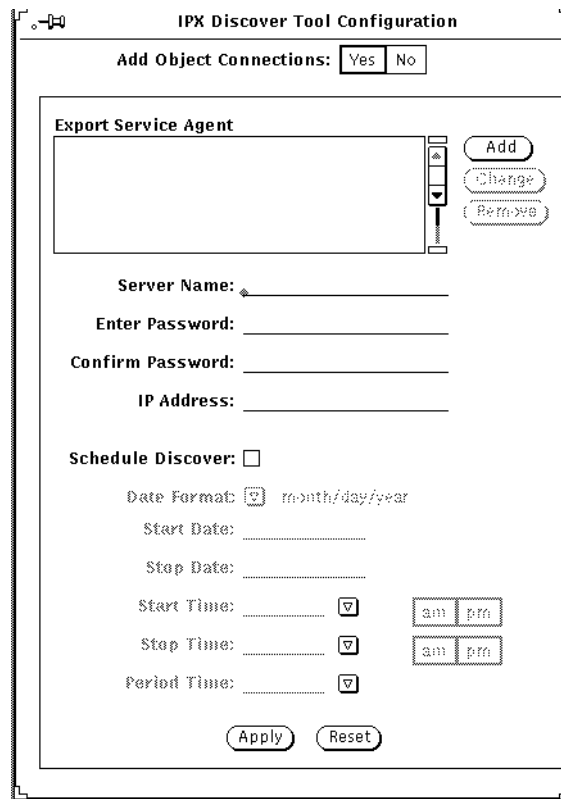 IPX Discover Tool Configuration
Add Object Connections: Yes No
Export Service Agent
Add
Change
Remove
Server Name:
Enter Password:
Confirm Password:
IP Address:
Schedule Discover:
Date Format: month/day/year
Start Date:
Stop Date:
Start Time: am pm
Stop Time: am pm
Period Time:
Apply Reset